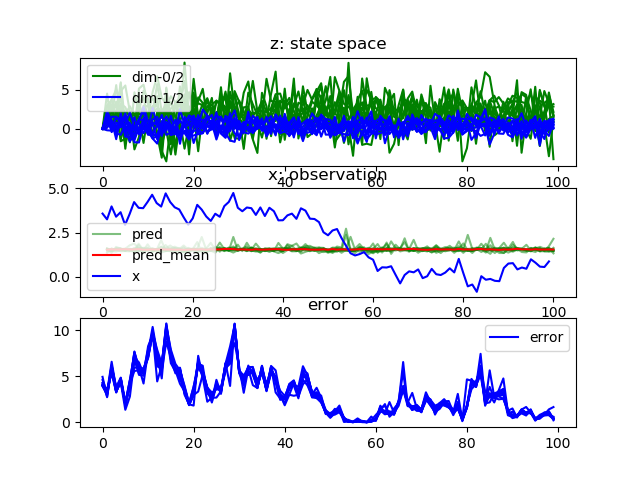 z: state space
5
0
dim-0/2
dim-1/2
0 20 40 60 80 100
x: observation
5.0
2.5
0.0
pred
pred_mean
x
0 20 40 60 80 100
error
10
5
0
error
0 20 40 60 80 100